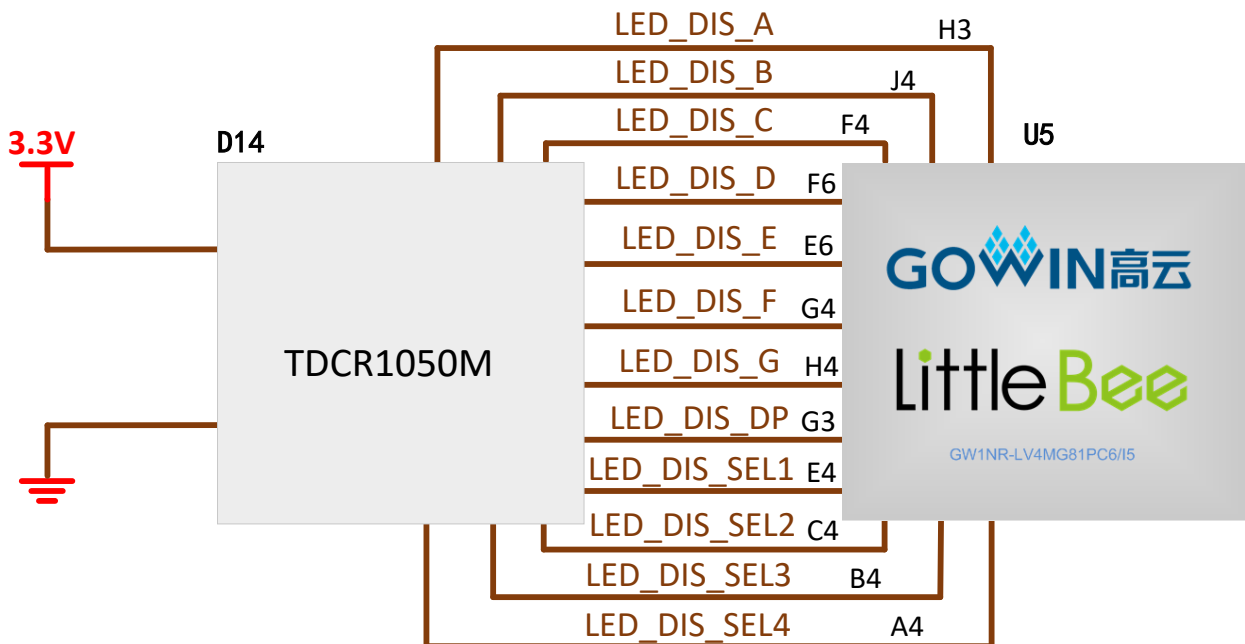 LED_DIS_A H3
LED_DIS_B J4
LED_DIS_C F4
3.3V D14 U5
LED_DIS_D F6
LED_DIS_E E6
GOWIN高云
LED_DIS_F G4
TDCR1050M
LED_DIS_G H4
LittleBee
LED_DIS_DP G3
GW1NR-LV4MG81PC6/I5
LED_DIS_SEL1 E4
LED_DIS_SEL2 C4
LED_DIS_SEL3 B4
LED_DIS_SEL4 A4